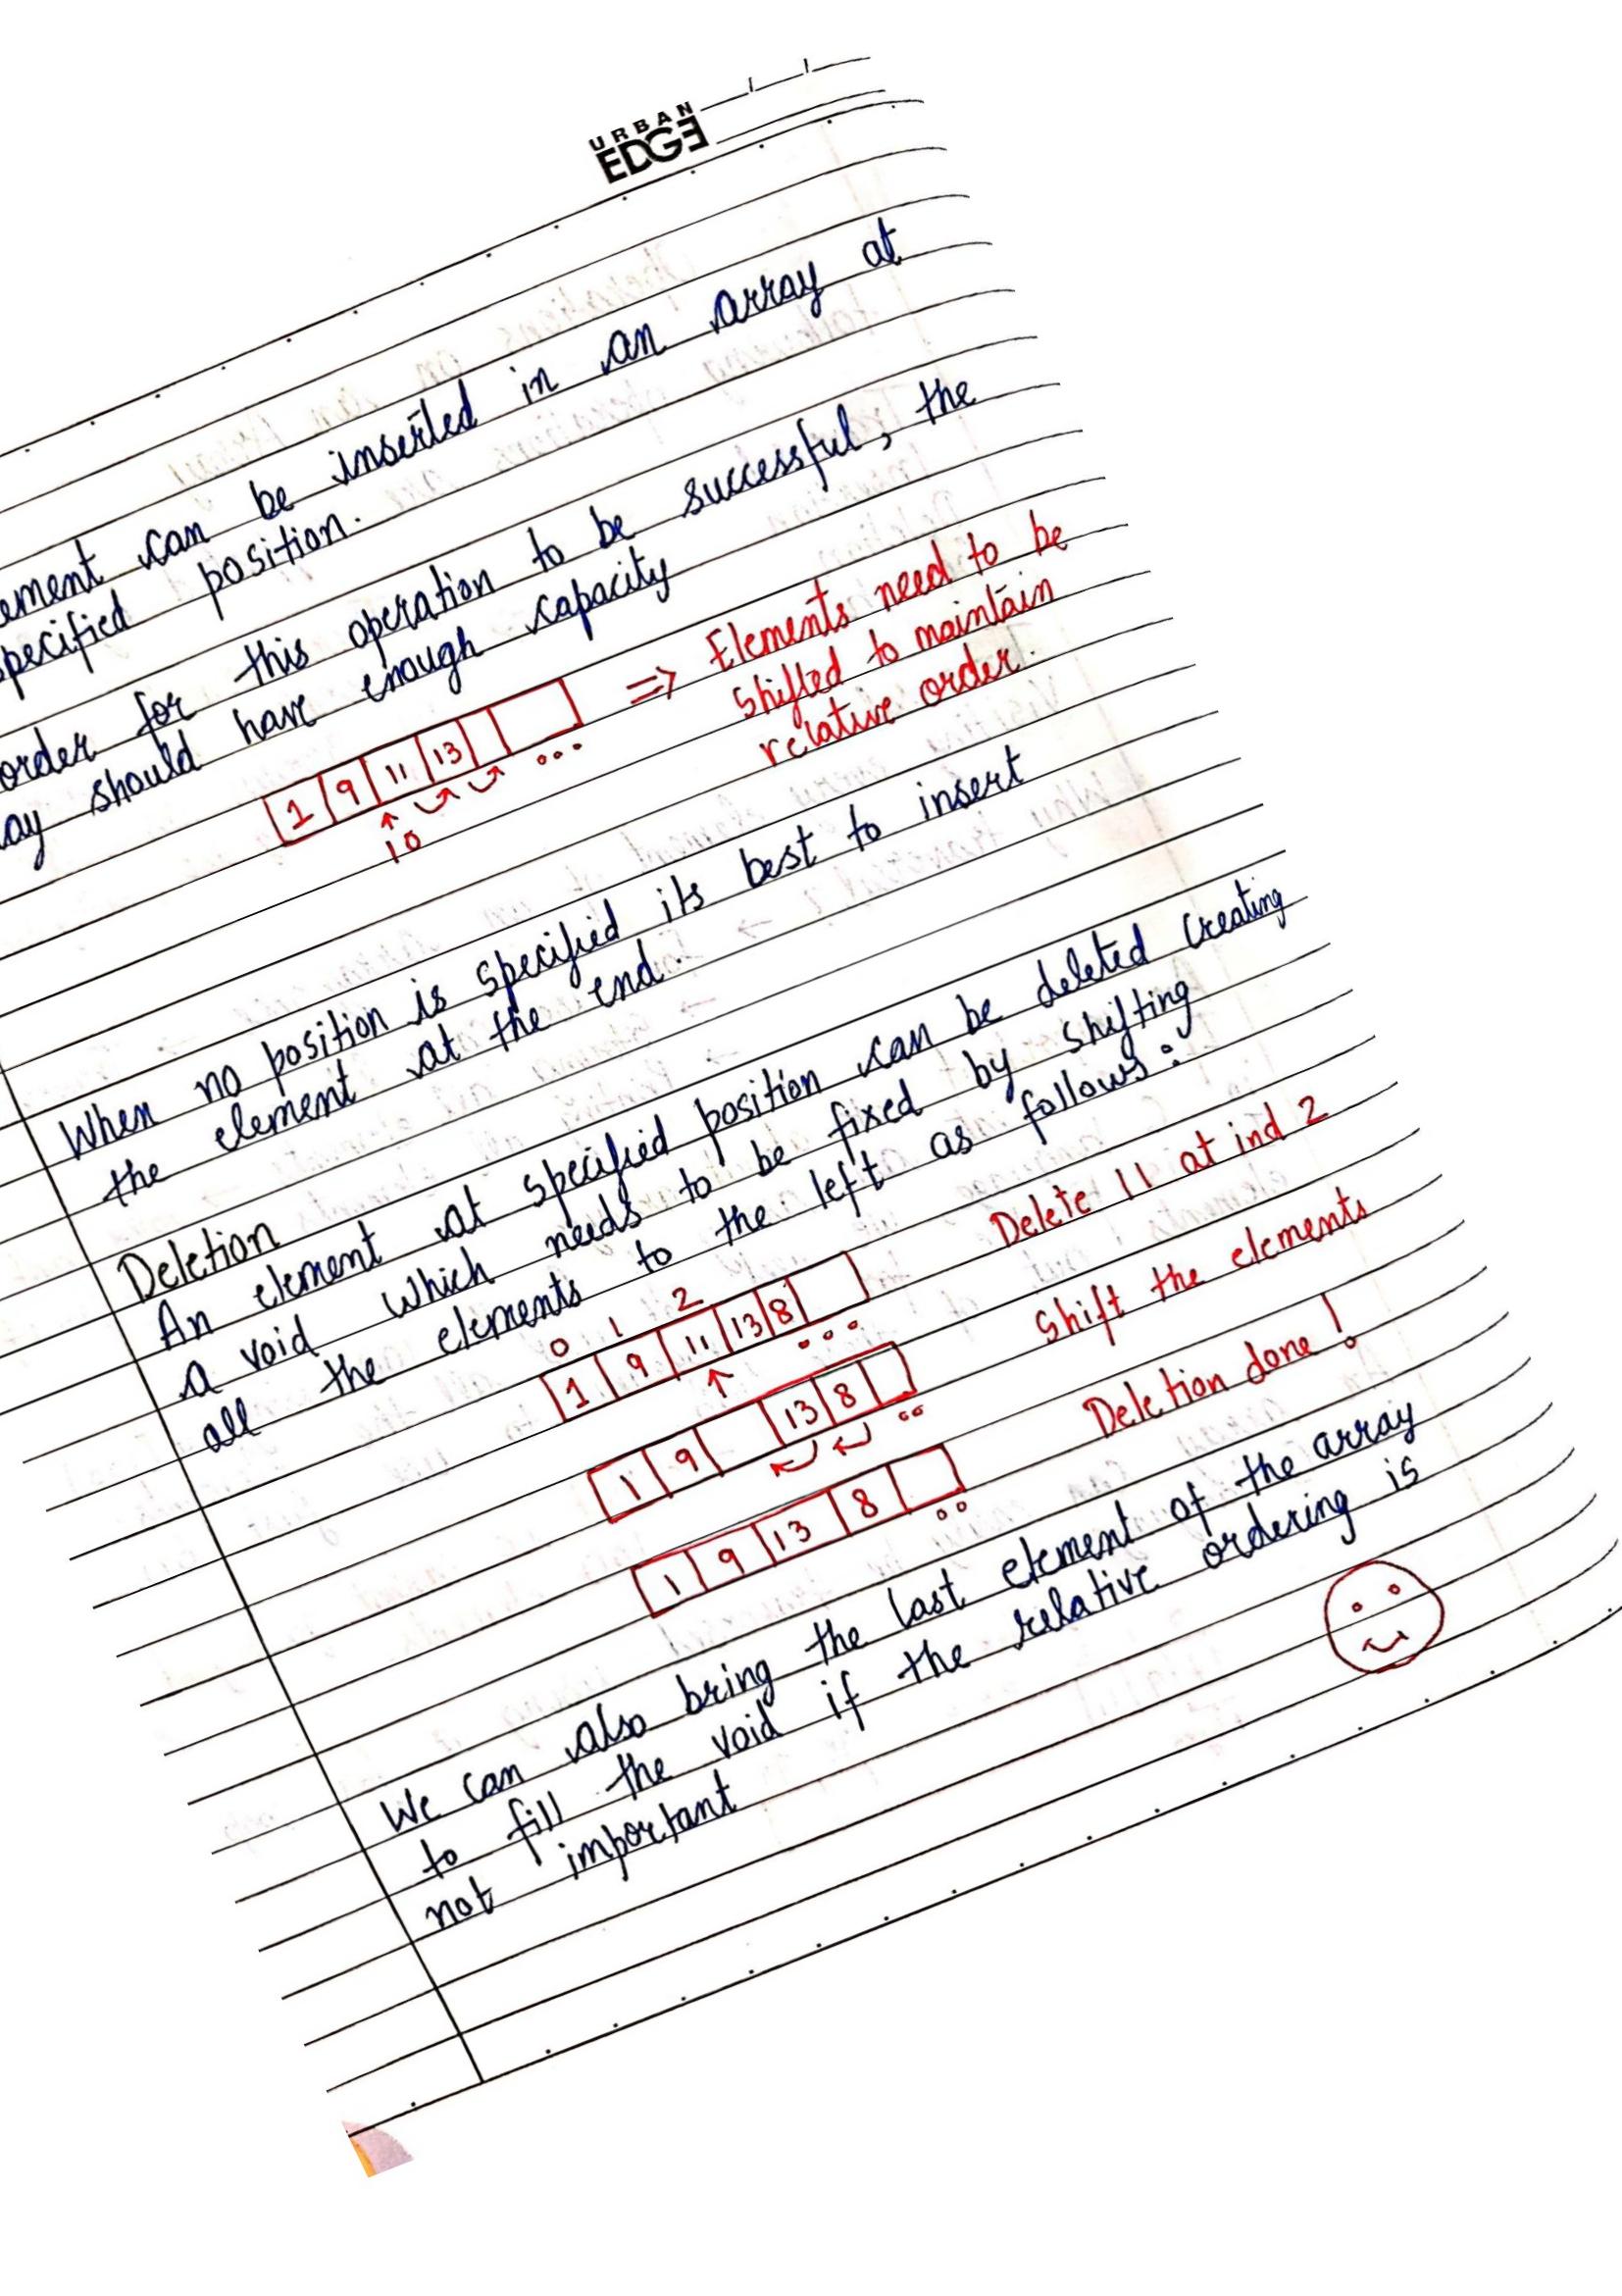 URBAN
EDGE
ement can be inserted in an array at
specified position.
order for this operation to be successful, the
ay should have enough capacity
1 9 11 13
10
⇒ Elements need to be
shifted to maintain
relative order.
When no position is specified its best to insert
the element at the end.
Deletion
An element at specified position can be deleted creating
a void which needs to be fixed by shifting
all the elements to the left as follows:
0 1 2
1 9 11 13 8 ... Delete 11 at ind 2
1 9 13 8 .. Shift the elements
1 9 13 8 .. Deletion done!
We can also bring the last element of the array
to fill the void if the relative ordering is
not important